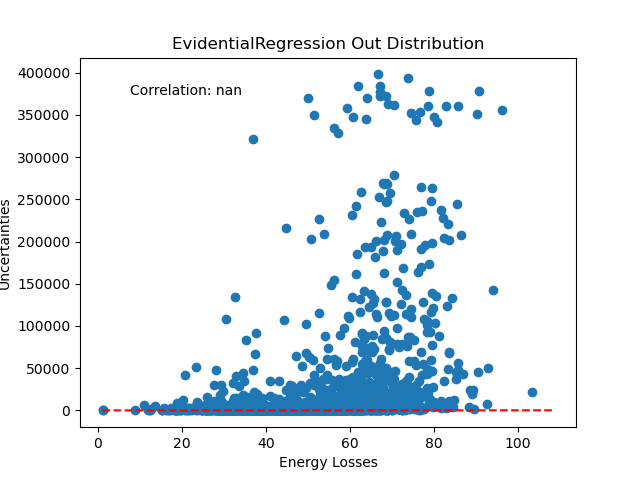 EvidentialRegression Out Distribution
Correlation: nan
400000
350000
300000
250000
200000
150000
100000
50000
0
Uncertainties
0 20 40 60 80 100
Energy Losses